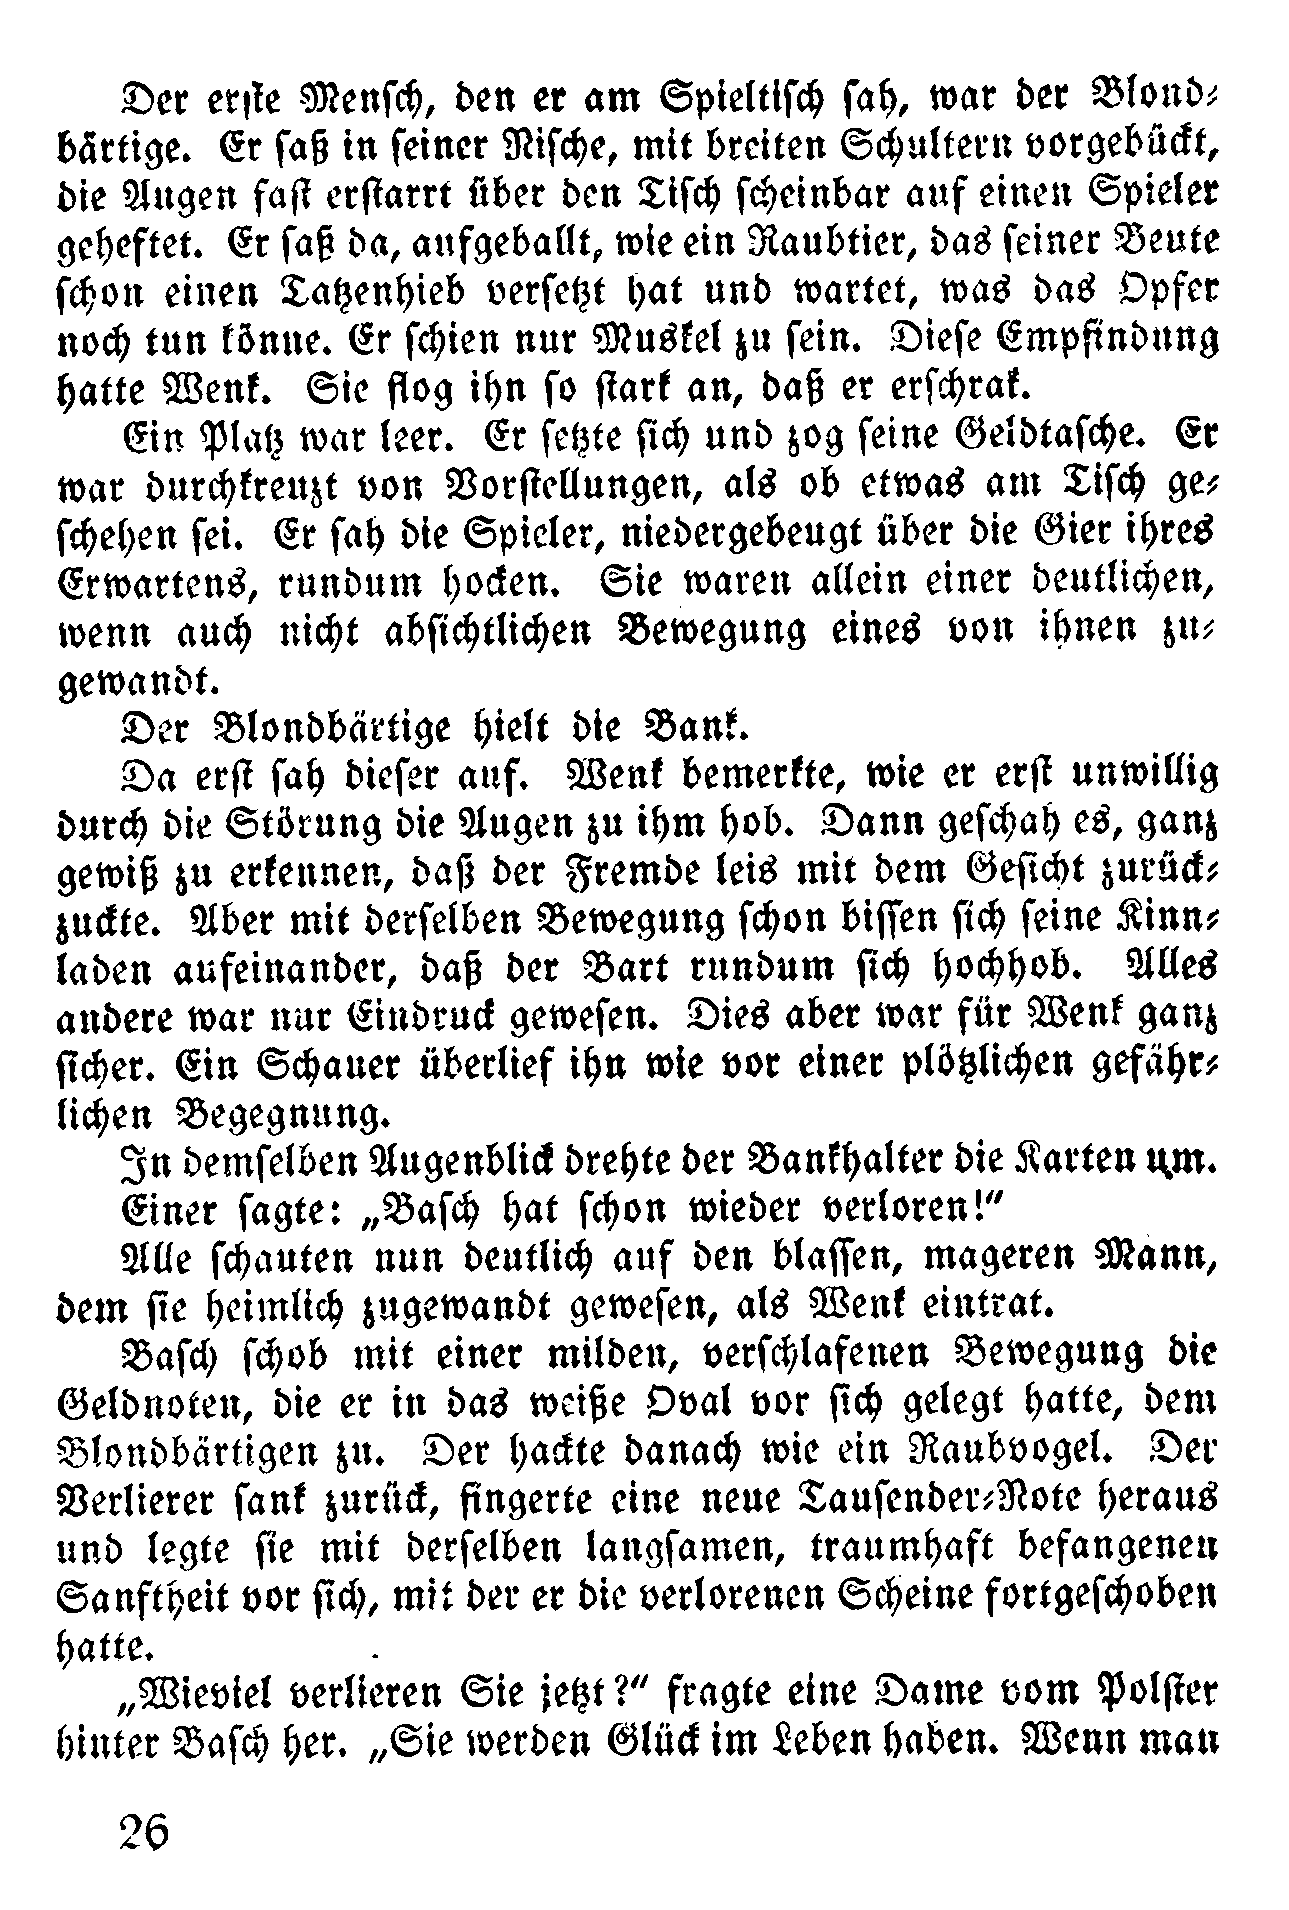 Der erste Mensch, den er am Spieltisch sah, war der Blond-
bärtige. Er saß in seiner Nische, mit breiten Schultern vorgebückt,
die Augen fast erstarrt über den Tisch scheinbar auf einen Spieler
geheftet. Er saß da, aufgeballt, wie ein Raubtier, das seiner Beute
schon einen Tatzenhieb versetzt hat und wartet, was das Opfer
noch tun könne. Er schien nur Muskel zu sein. Diese Empfindung
hatte Wenk. Sie flog ihn so stark an, daß er erschrak.
Ein Platz war leer. Er setzte sich und zog seine Geldtasche. Er
war durchkreuzt von Vorstellungen, als ob etwas am Tisch ge-
schehen sei. Er sah die Spieler, niedergebeugt über die Gier ihres
Erwartens, rundum hocken. Sie waren allein einer deutlichen,
wenn auch nicht absichtlichen Bewegung eines von ihnen zu-
gewandt.
Der Blondbärtige hielt die Bank.
Da erst sah dieser auf. Wenk bemerkte, wie er erst unwillig
durch die Störung die Augen zu ihm hob. Dann geschah es, ganz
gewiß zu erkennen, daß der Fremde leis mit dem Gesicht zurück-
zuckte. Aber mit derselben Bewegung schon bissen sich seine Kinn-
laden aufeinander, daß der Bart rundum sich hochhob. Alles
andere war nur Eindruck gewesen. Dies aber war für Wenk ganz
sicher. Ein Schauer überlief ihn wie vor einer plötzlichen gefähr-
lichen Begegnung.
In demselben Augenblick drehte der Bankhalter die Karten um.
Einer sagte: „Basch hat schon wieder verloren!“
Alle schauten nun deutlich auf den blassen, mageren Mann,
dem sie heimlich zugewandt gewesen, als Wenk eintrat.
Basch schob mit einer milden, verschlafenen Bewegung die
Geldnoten, die er in das weiße Oval vor sich gelegt hatte, dem
Blondbärtigen zu. Der hackte danach wie ein Raubvogel. Der
Verlierer sank zurück, fingerte eine neue Tausender-Note heraus
und legte sie mit derselben langsamen, traumhaft befangenen
Sanftheit vor sich, mit der er die verlorenen Scheine fortgeschoben
hatte.
„Wieviel verlieren Sie jetzt?“ fragte eine Dame vom Polster
hinter Basch her. „Sie werden Glück im Leben haben. Wenn man
26